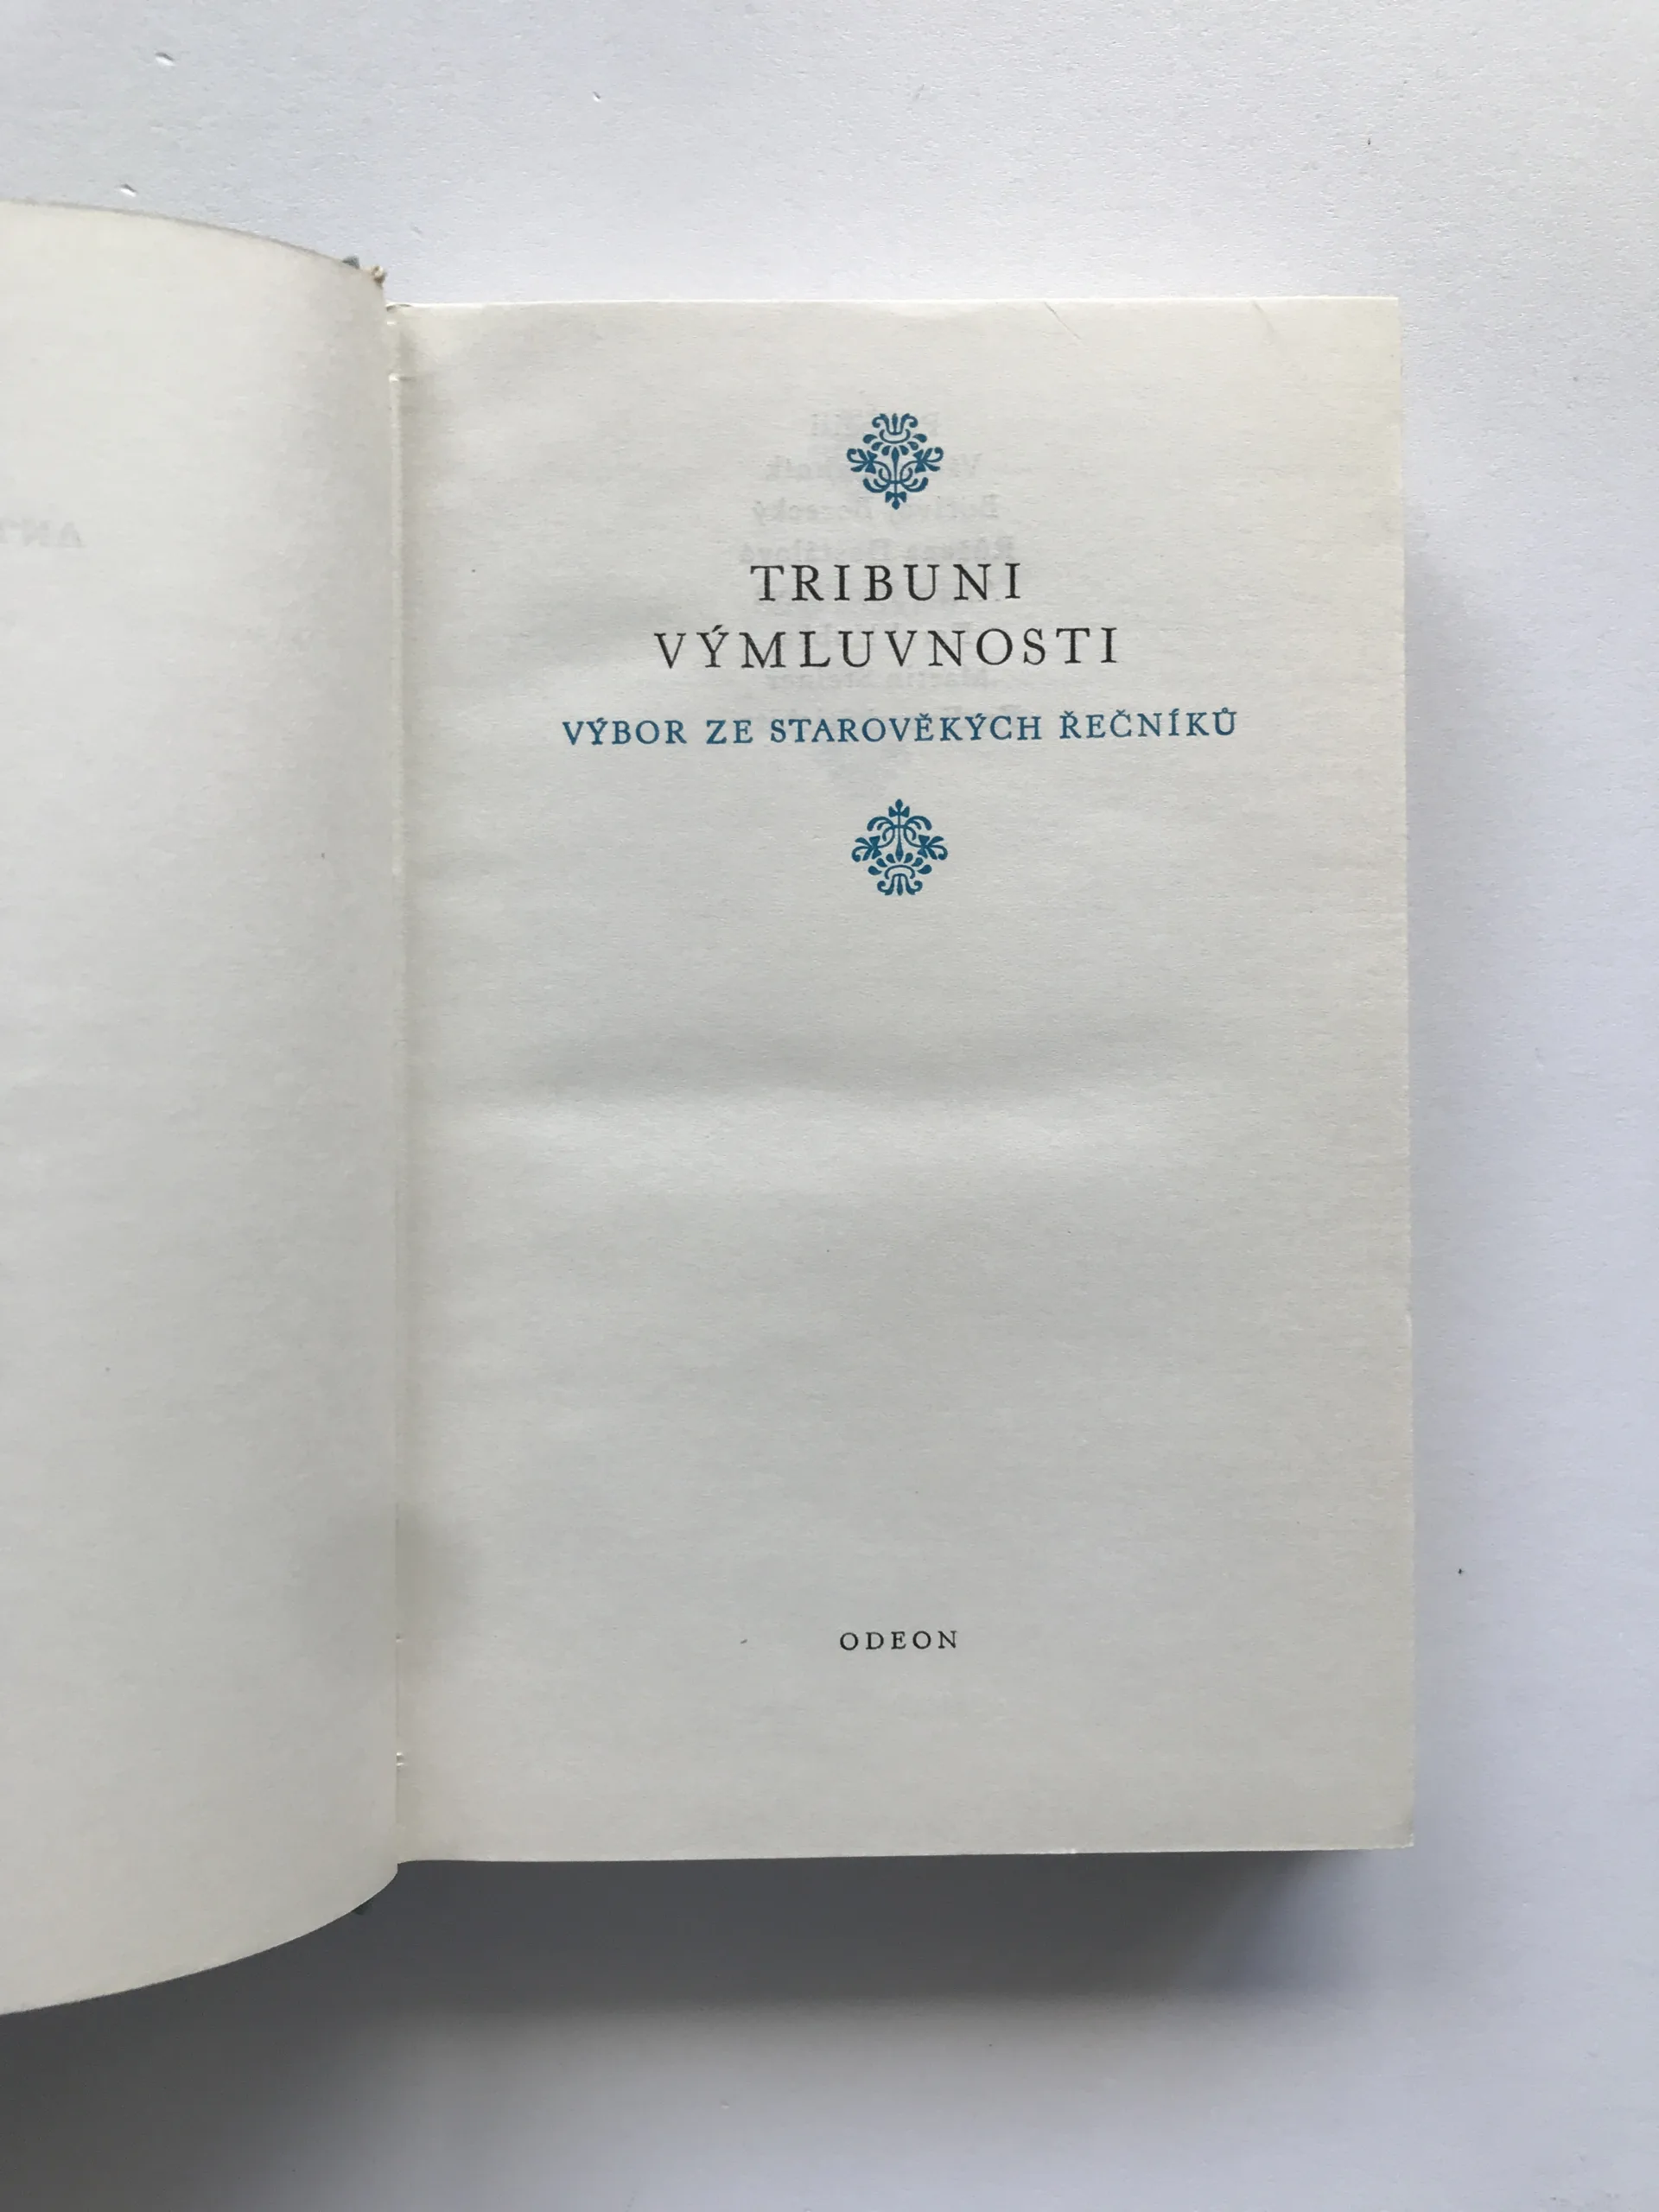 TRIBUNI
VÝMLUVNOSTI
VÝBOR ZE STAROVĚKÝCH ŘEČNÍKŮ
ODEON